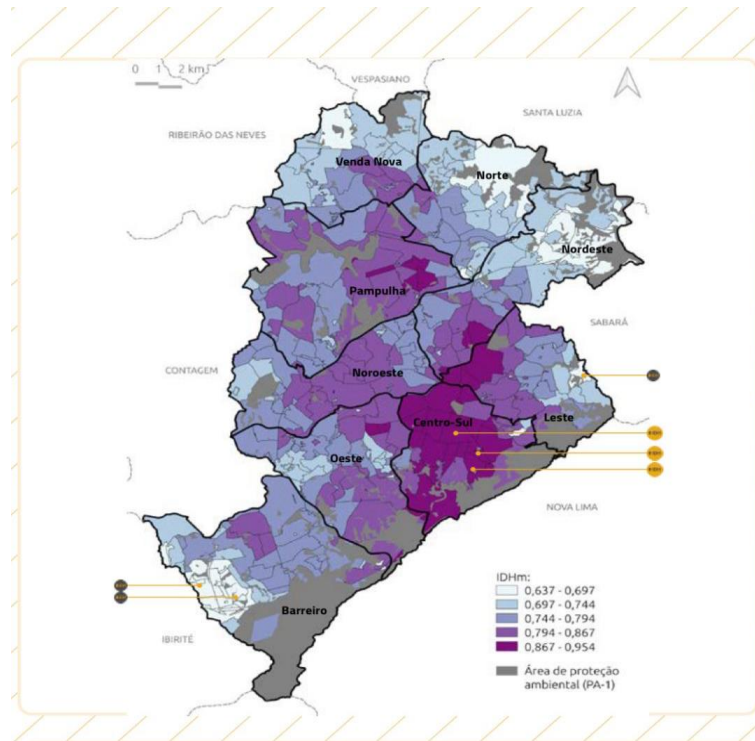 0 1 2 km
VESPASIANO
SANTA LUZIA
RIBEIRÃO DAS NEVES
Venda Nova
Norte
Nordeste
Pampulha
SABARÁ
CONTAGEM
Noroeste
Leste
Centro-Sul
Oeste
NOVA LIMA
IDHm:
0,637 - 0,697
0,697 - 0,744
0,744 - 0,794
0,794 - 0,867
0,867 - 0,954
Área de proteção
ambiental (PA-1)
Barreiro
IBIRITÉ